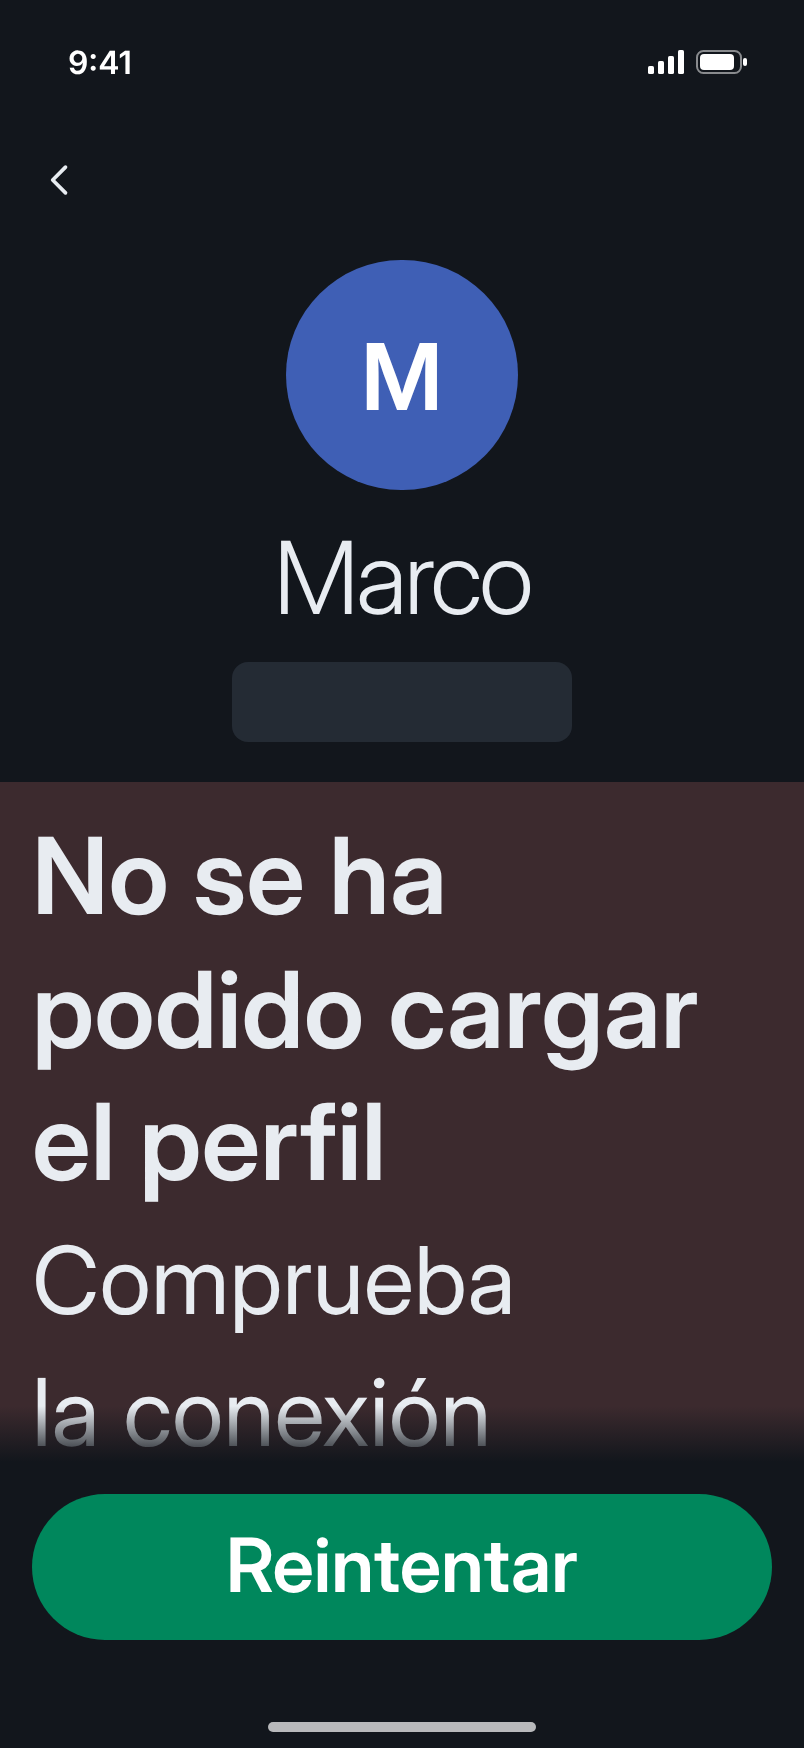 9:41
M
Marco
No se ha
podido cargar
el perfil
Comprueba
la conexión
Reintentar